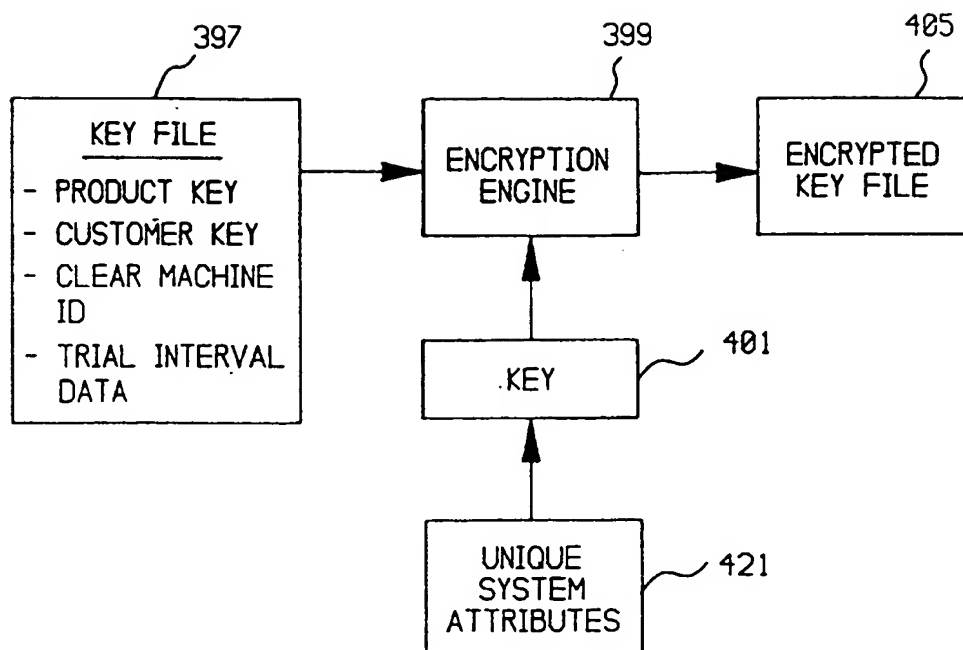 397
KEY FILE
- PRODUCT KEY
- CUSTOMER KEY
- CLEAR MACHINE
ID
- TRIAL INTERVAL
DATA
399
ENCRYPTION
ENGINE
405
ENCRYPTED
KEY FILE
KEY
401
UNIQUE
SYSTEM
ATTRIBUTES
421